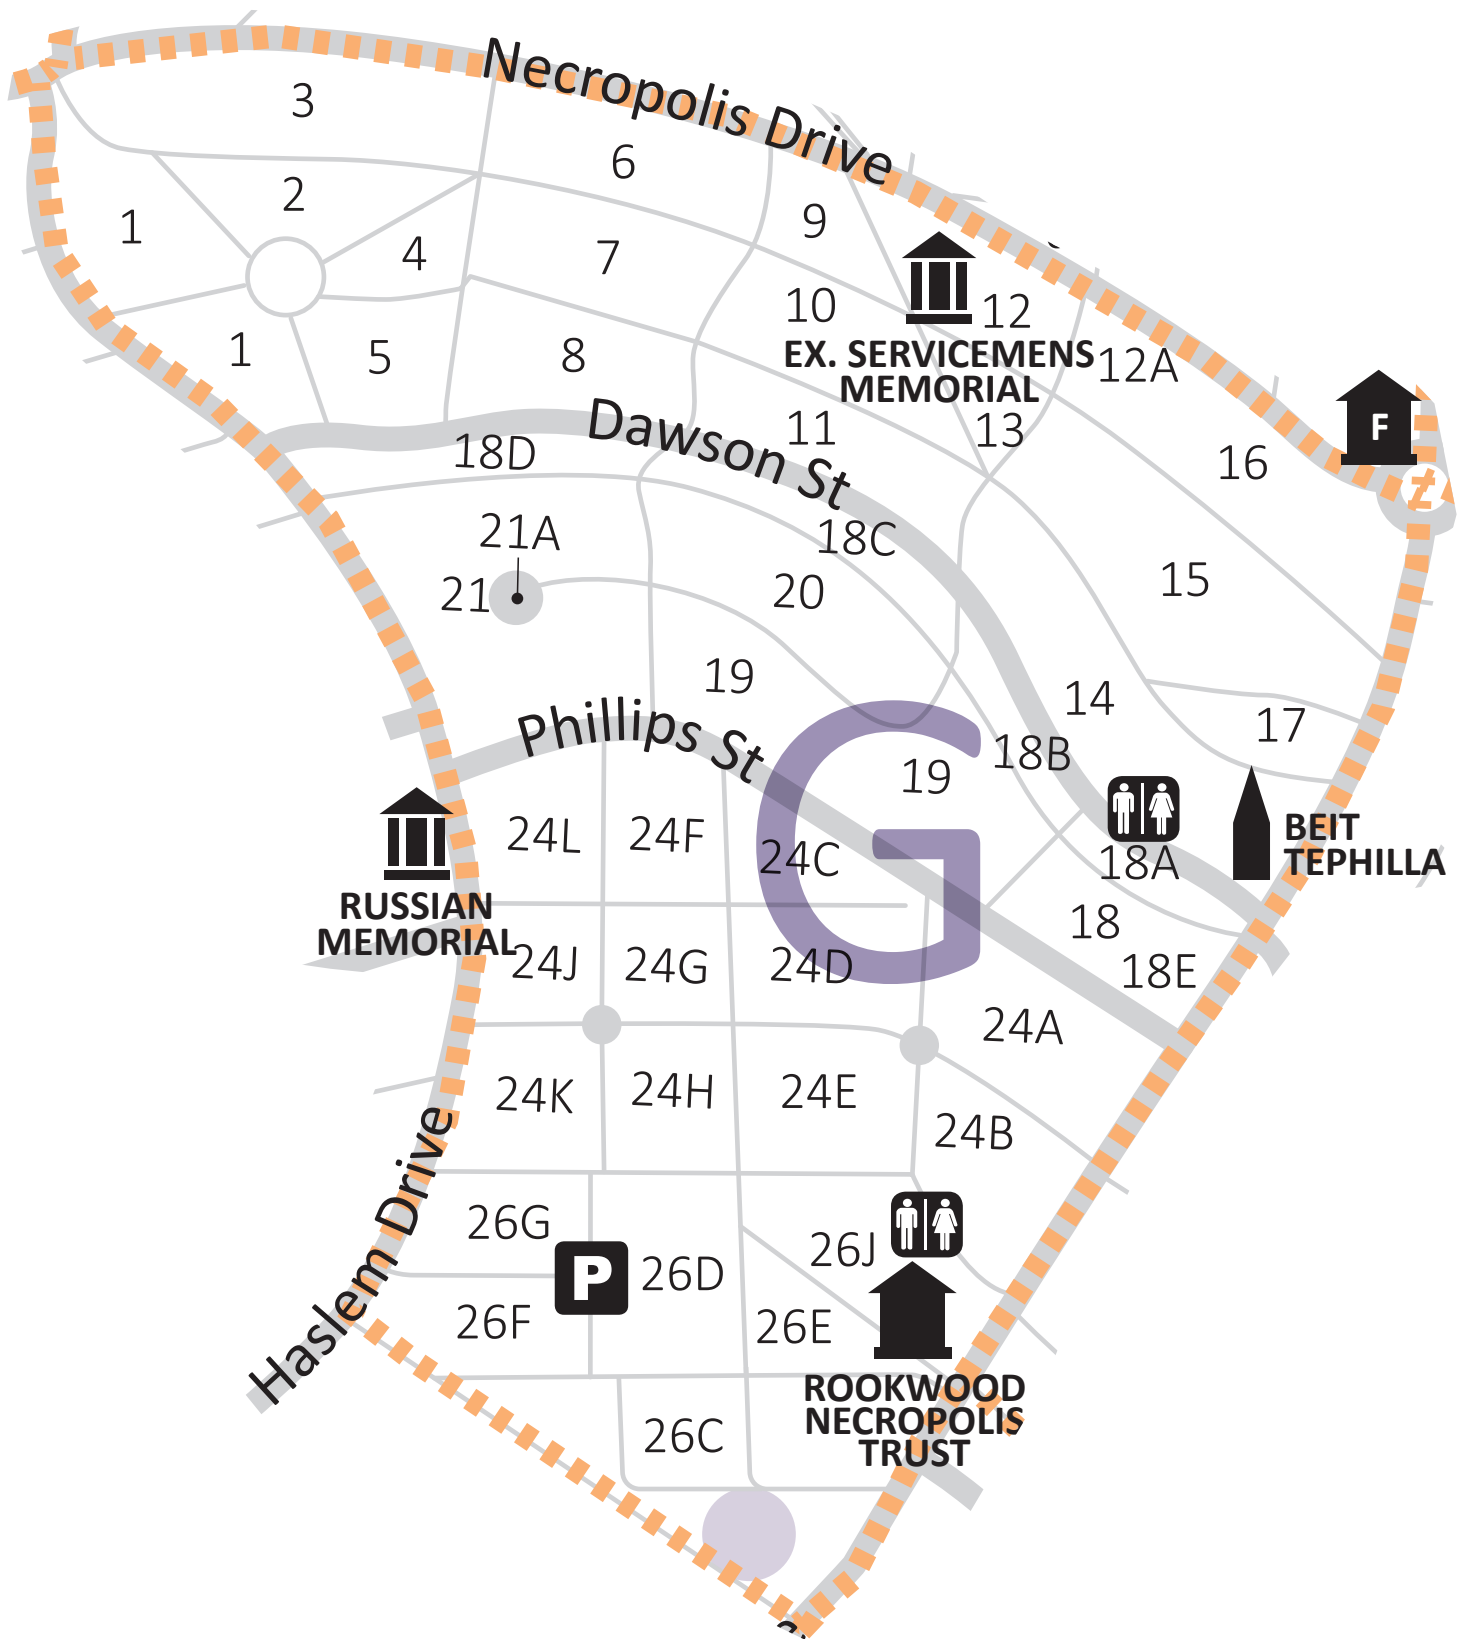 Necropolis Drive
3
6
2
1
9
4
7
10
12
1
5
8
EX. SERVICEMENS
MEMORIAL
12A
F
Dawson St
11
13
18D
16
21A
18C
21
20
15
19
14
17
Phillips St
G
18B
19
24L
24F
24C
18A
BEIT
TEPHILLA
RUSSIAN
MEMORIAL
18
24J
24G
24D
18E
24A
24K
24H
24E
24B
Haslem Drive
26G
26J
P
26D
26F
26E
ROOKWOOD
NECROPOLIS
TRUST
26C